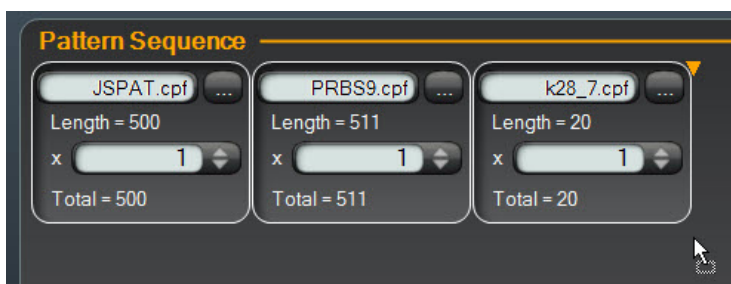 Pattern Sequence
JSPAT.cpf ...
Length = 500
x 1
Total = 500
PRBS9.cpf ...
Length = 511
x 1
Total = 511
k28_7.cpf ...
Length = 20
x 1
Total = 20